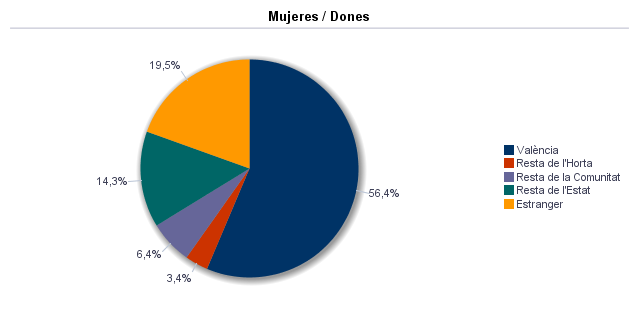 Mujeres / Dones
19,5%
14,3%
6,4%
3,4%
56,4%
València
Resta de l'Horta
Resta de la Comunitat
Resta de l'Estat
Estranger